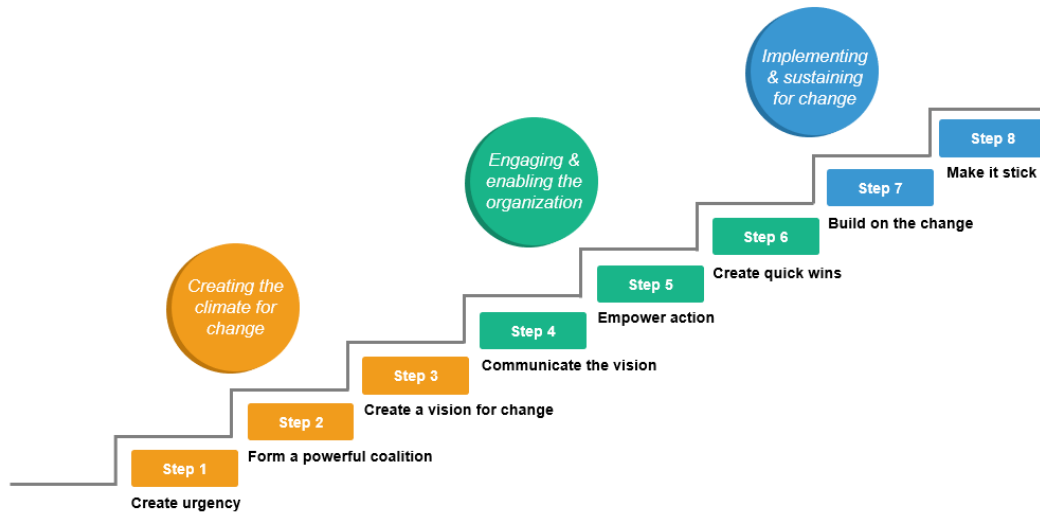 Implementing
& sustaining
for change
Engaging &
enabling the
organization
Creating the
climate for
change
Step 1
Create urgency
Step 2
Form a powerful coalition
Step 3
Create a vision for change
Step 4
Communicate the vision
Step 5
Empower action
Step 6
Create quick wins
Step 7
Build on the change
Step 8
Make it stick